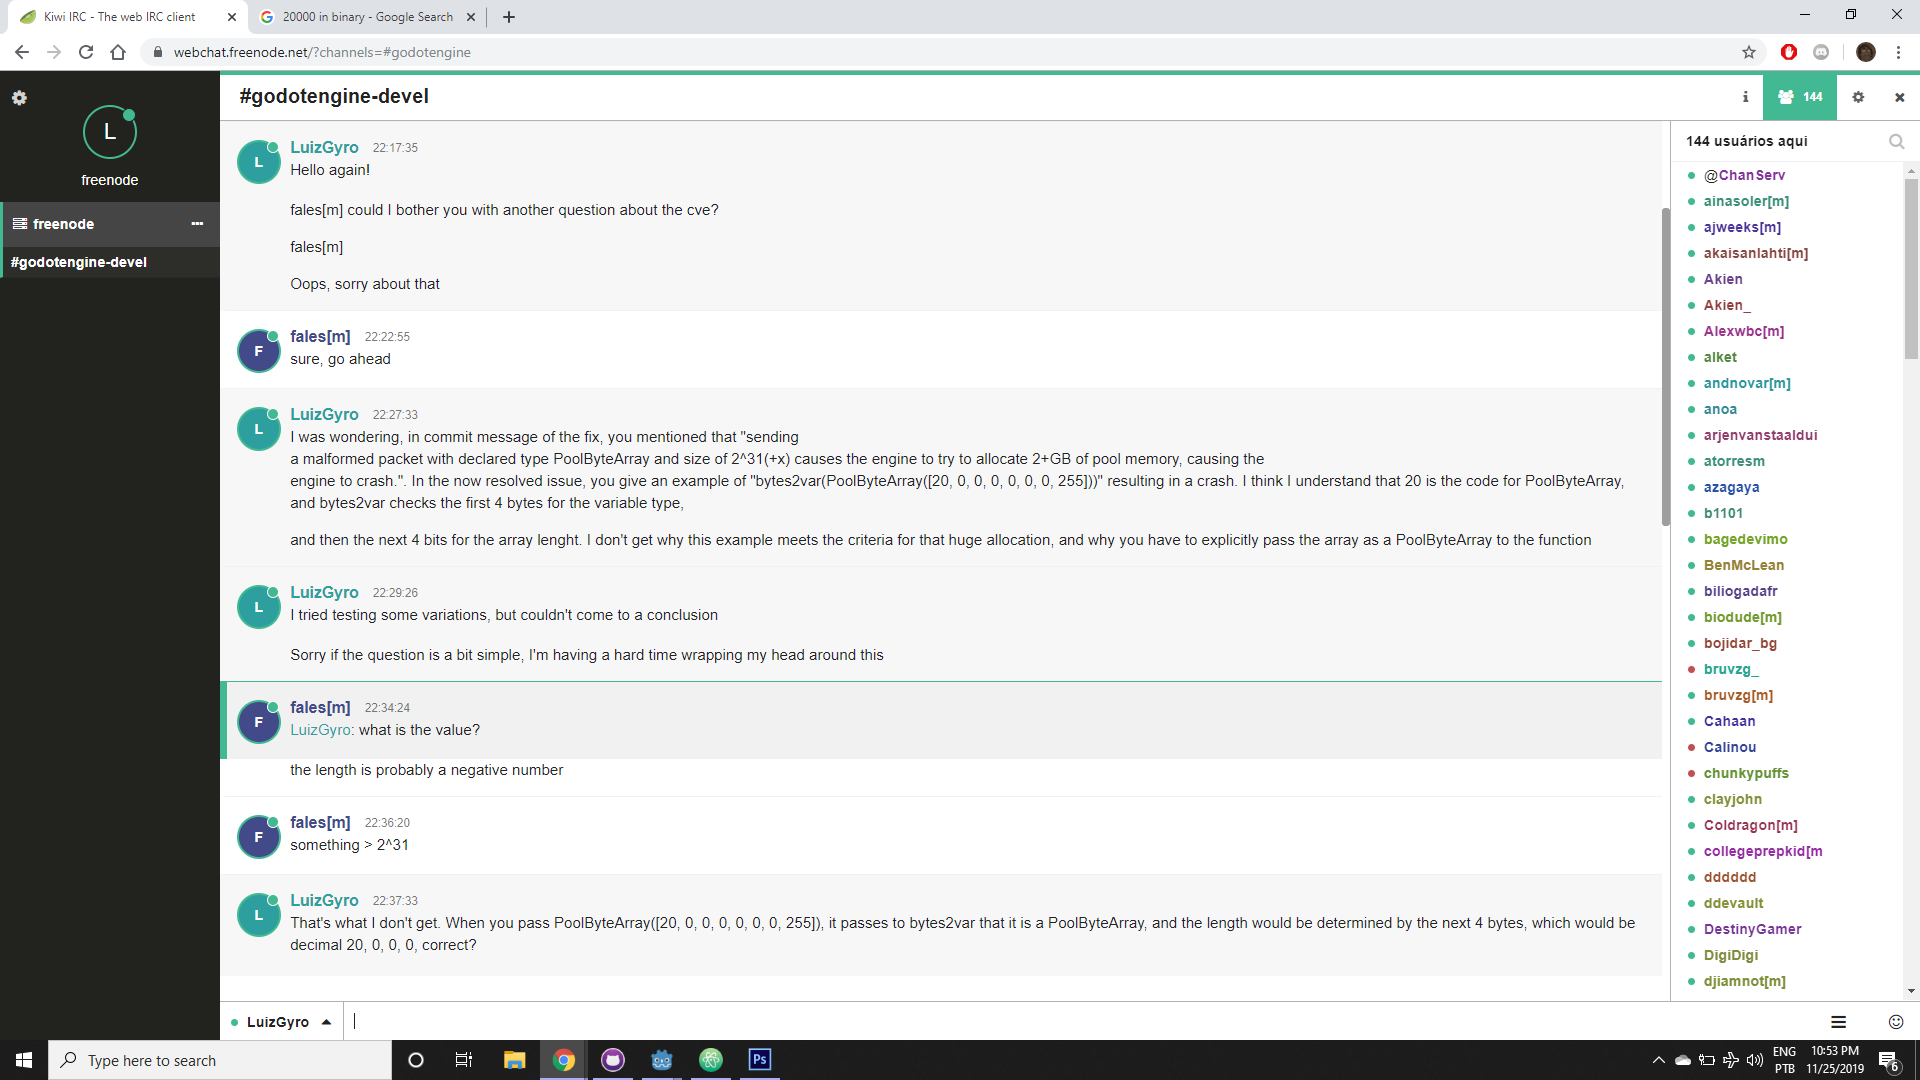 Kiwi IRC - The web IRC client
20000 in binary - Google Search
webchat.freenode.net/?channels=#godotengine
L
freenode
freenode
#godotengine-devel
#godotengine-devel
144
LuizGyro 22:17:35
L
Hello again!
fales[m] could I bother you with another question about the cve?
fales[m]
Oops, sorry about that
fales[m] 22:22:55
F
sure, go ahead
LuizGyro 22:27:33
L
I was wondering, in commit message of the fix, you mentioned that "sending
a malformed packet with declared type PoolByteArray and size of 2^31(+x) causes the engine to try to allocate 2+GB of pool memory, causing the
engine to crash.". In the now resolved issue, you give an example of "bytes2var(PoolByteArray([20, 0, 0, 0, 0, 0, 0, 255]))" resulting in a crash. I think I understand that 20 is the code for PoolByteArray,
and bytes2var checks the first 4 bytes for the variable type,
and then the next 4 bits for the array lenght. I don't get why this example meets the criteria for that huge allocation, and why you have to explicitly pass the array as a PoolByteArray to the function
LuizGyro 22:29:26
L
I tried testing some variations, but couldn't come to a conclusion
Sorry if the question is a bit simple, I'm having a hard time wrapping my head around this
fales[m] 22:34:24
F
LuizGyro: what is the value?
the length is probably a negative number
fales[m] 22:36:20
F
something > 2^31
LuizGyro 22:37:33
L
That's what I don't get. When you pass PoolByteArray([20, 0, 0, 0, 0, 0, 0, 255]), it passes to bytes2var that it is a PoolByteArray, and the length would be determined by the next 4 bytes, which would be
decimal 20, 0, 0, 0, correct?
LuizGyro
144 usuários aqui
@ChanServ
ainasoler[m]
ajweeks[m]
akaisanlahti[m]
Akien
Akien_
Alexwbc[m]
alket
andnovar[m]
anoa
arjenvanstaaldui
atorresm
azagaya
b1101
bagedevimo
BenMcLean
biliogadafr
biodude[m]
bojidar_bg
bruvzg_
bruvzg[m]
Cahaan
Calinou
chunkypuffs
clayjohn
Coldragon[m]
collegeprepkid[m
dddddd
ddevault
DestinyGamer
DigiDigi
djiamnot[m]
Type here to search
Ps
ENG
PTB
10:53 PM
11/25/2019
6